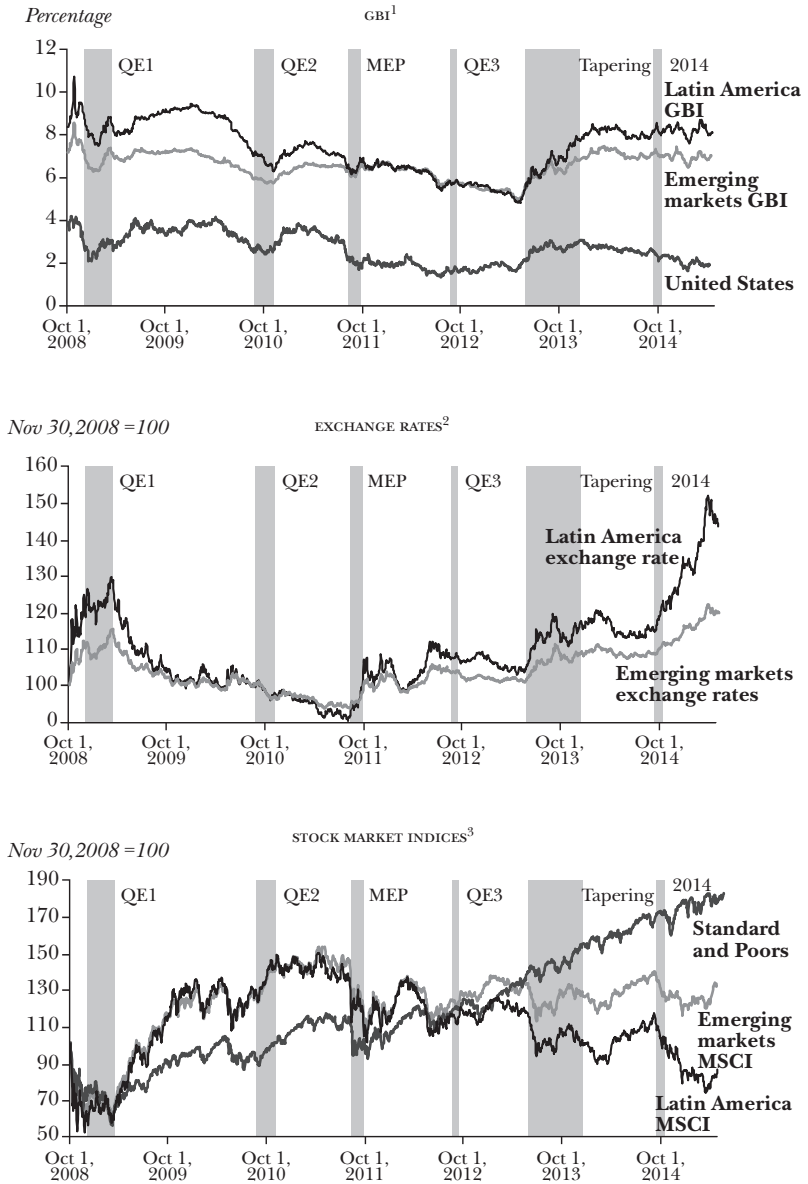 Percentage
GBI1
12
10
8
6
4
2
0
QE1
QE2
MEP
QE3
Tapering
2014
Latin America
GBI
Emerging
markets GBI
United States
Oct 1,
2008
Oct 1,
2009
Oct 1,
2010
Oct 1,
2011
Oct 1,
2012
Oct 1,
2013
Oct 1,
2014
Nov 30,2008 =100
EXCHANGE RATES2
160
150
140
130
120
110
100
0
QE1
QE2
MEP
QE3
Tapering
2014
Latin America
exchange rate
Emerging markets
exchange rates
Oct 1,
2008
Oct 1,
2009
Oct 1,
2010
Oct 1,
2011
Oct 1,
2012
Oct 1,
2013
Oct 1,
2014
STOCK MARKET INDICES3
Nov 30,2008 =100
190
170
150
130
110
90
70
50
QE1
QE2
MEP
QE3
Tapering
2014
Standard
and Poors
Emerging
markets
MSCI
Latin America
MSCI
Oct 1,
2008
Oct 1,
2009
Oct 1,
2010
Oct 1,
2011
Oct 1,
2012
Oct 1,
2013
Oct 1,
2014